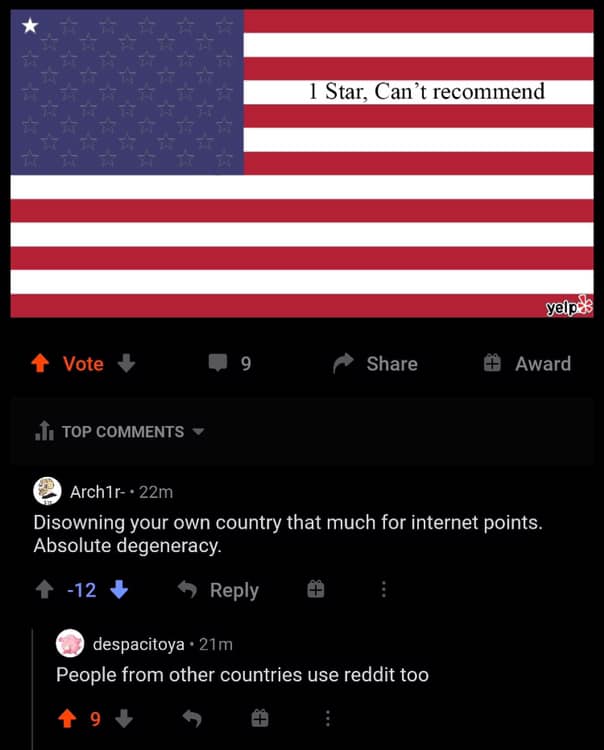 1 Star, Can't recommend
yelp
Vote
9
Share
Award
TOP COMMENTS
Arch1r- • 22m
Disowning your own country that much for internet points.
Absolute degeneracy.
-12
Reply
despacitoya • 21m
People from other countries use reddit too
9